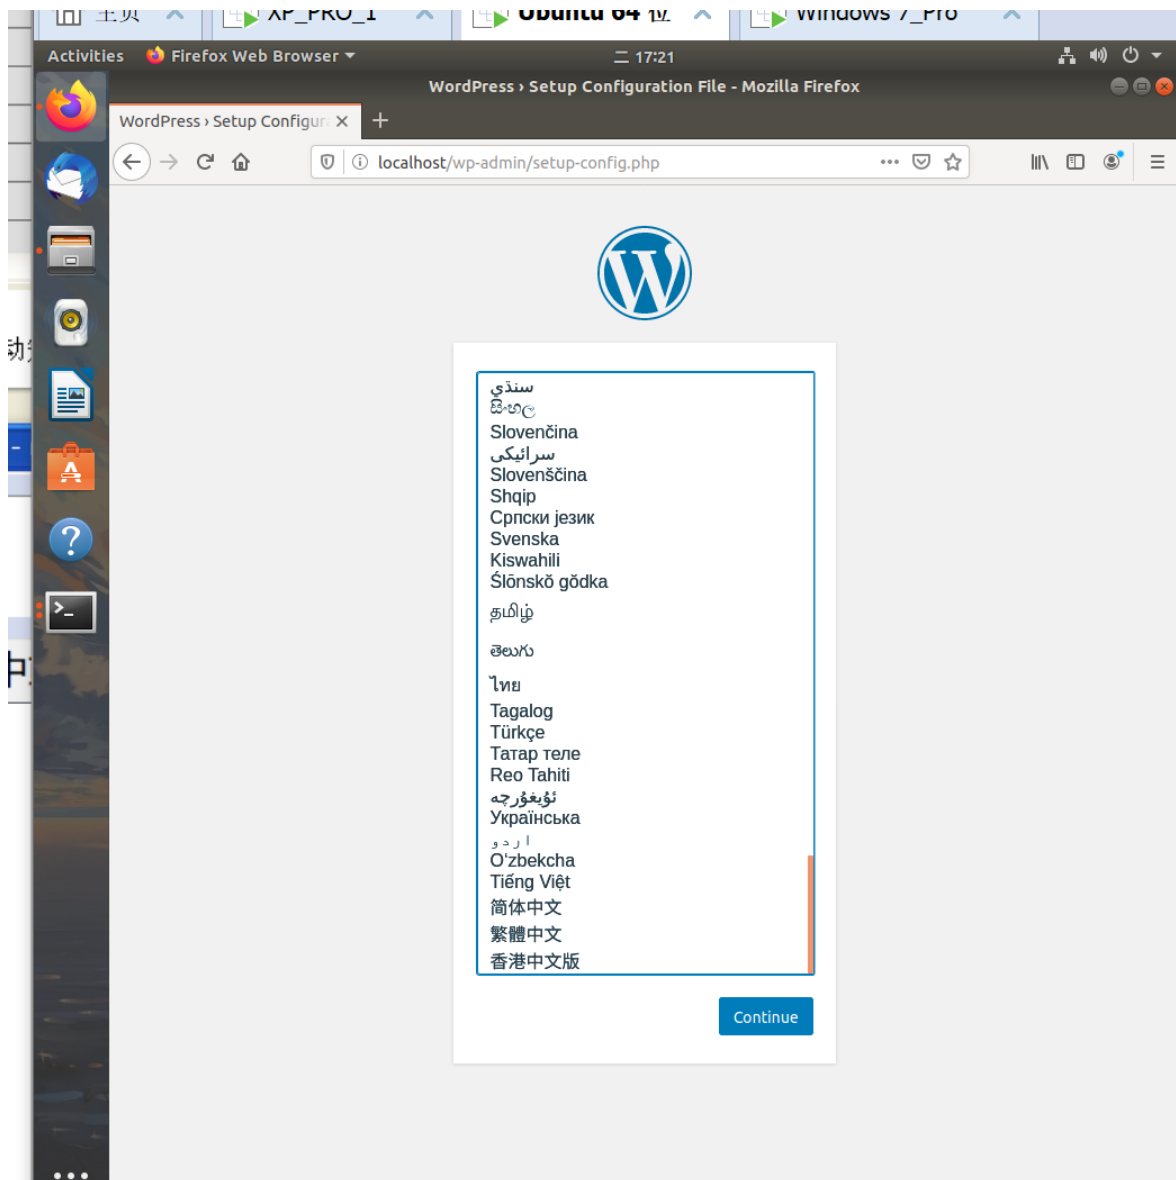 主页
XP_PRO_1
Ubuntu 64 位
Windows 7_Pro
Activities
Firefox Web Browser
二 17:21
WordPress › Setup Configuration File - Mozilla Firefox
WordPress › Setup Configur
localhost/wp-admin/setup-config.php
سنڌي
සිංහල
Slovenčina
سرائیکی
Slovenščina
Shqip
Српски језик
Svenska
Kiswahili
Ślōnskŏ gŏdka
தமிழ்
తెలుగు
ไทย
Tagalog
Türkçe
Татар теле
Reo Tahiti
ئۇيغۇرچە
Українська
اردو
O‘zbekcha
Tiếng Việt
简体中文
繁體中文
香港中文版
Continue